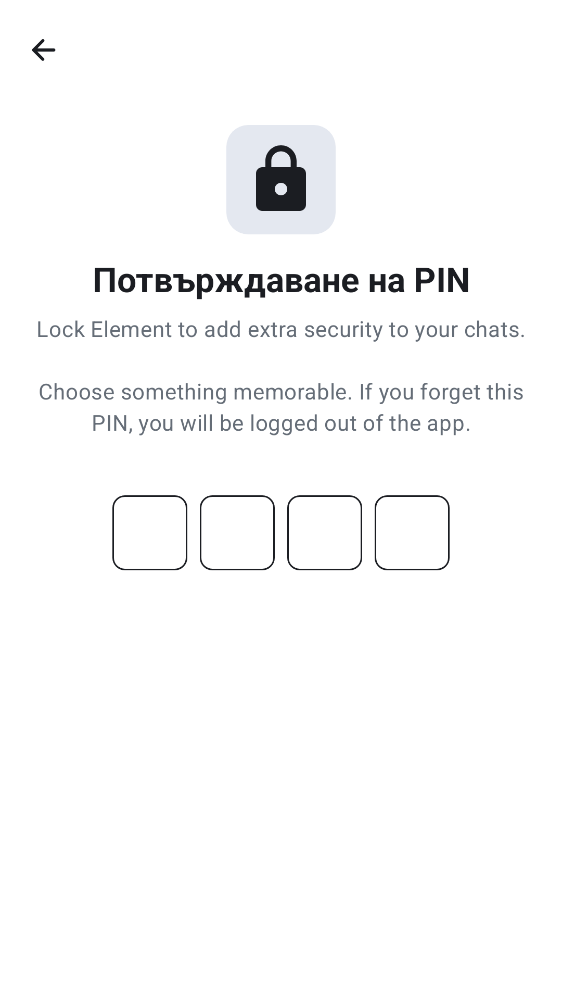 Потвърждаване на PIN
Lock Element to add extra security to your chats.
Choose something memorable. If you forget this
PIN, you will be logged out of the app.